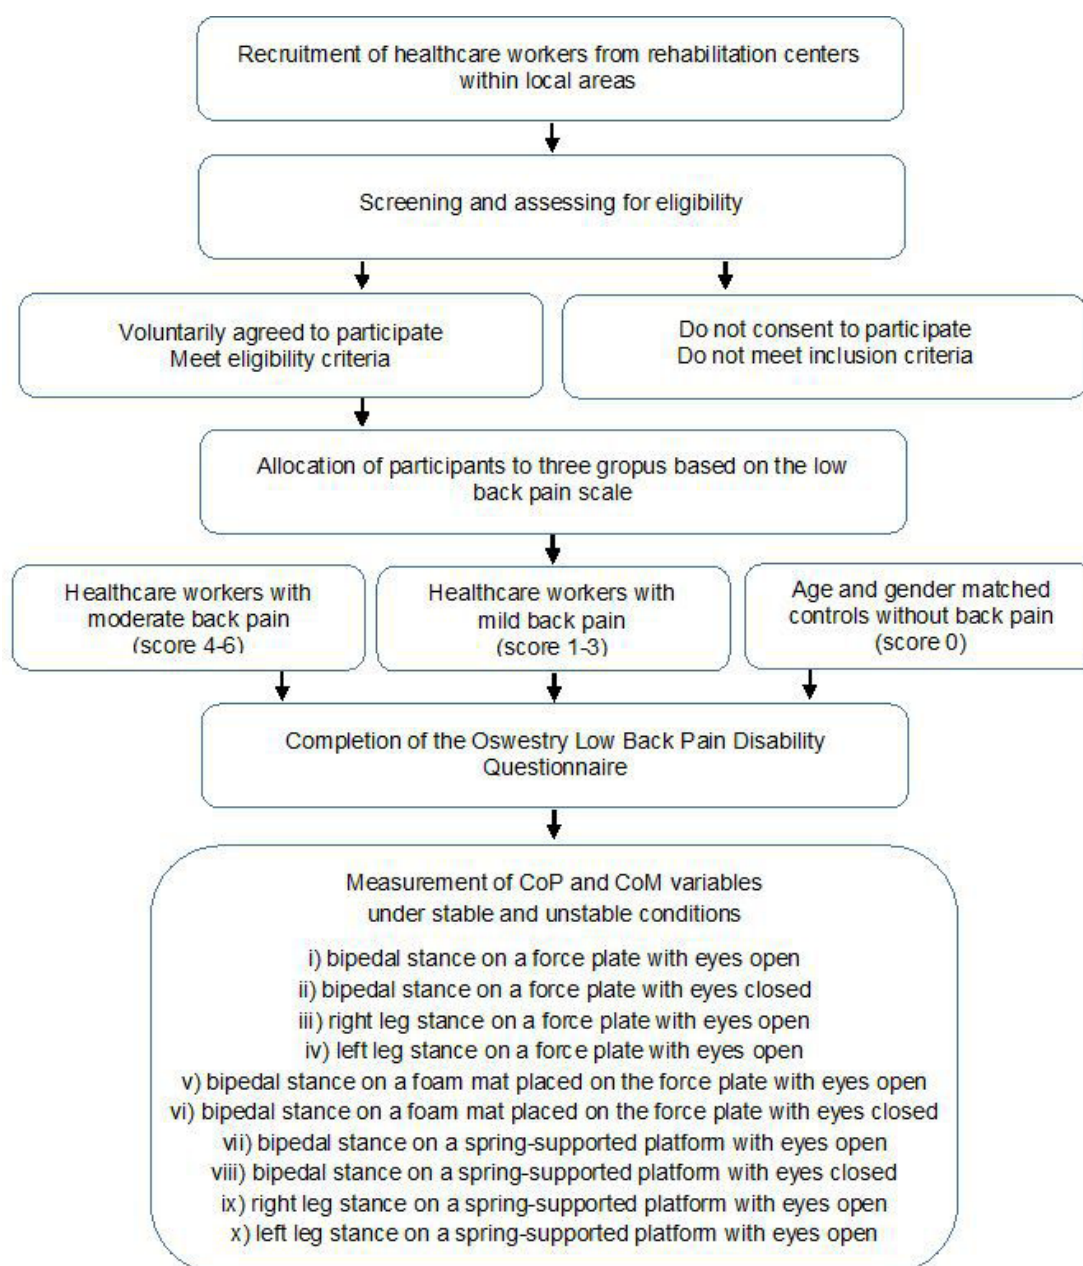 Recruitment of healthcare workers from rehabilitation centers
within local areas
Screening and assessing for eligibility
Voluntarily agreed to participate
Meet eligibility criteria
Do not consent to participate
Do not meet inclusion criteria
Allocation of participants to three gropus based on the low
back pain scale
Healthcare workers with
moderate back pain
(score 4-6)
Healthcare workers with
mild back pain
(score 1-3)
Age and gender matched
controls without back pain
(score 0)
Completion of the Oswestry Low Back Pain Disability
Questionnaire
Measurement of CoP and CoM variables
under stable and unstable conditions
i) bipedal stance on a force plate with eyes open
ii) bipedal stance on a force plate with eyes closed
iii) right leg stance on a force plate with eyes open
iv) left leg stance on a force plate with eyes open
v) bipedal stance on a foam mat placed on the force plate with eyes open
vi) bipedal stance on a foam mat placed on the force plate with eyes closed
vii) bipedal stance on a spring-supported platform with eyes open
viii) bipedal stance on a spring-supported platform with eyes closed
ix) right leg stance on a spring-supported platform with eyes open
x) left leg stance on a spring-supported platform with eyes open